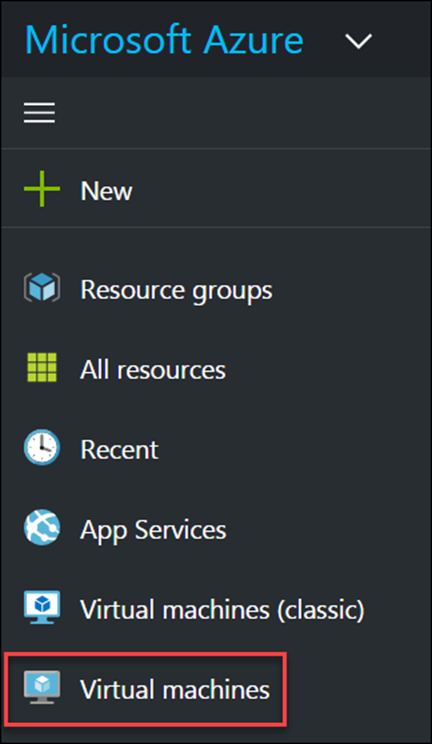 Microsoft Azure
New
Resource groups
All resources
Recent
App Services
Virtual machines (classic)
Virtual machines